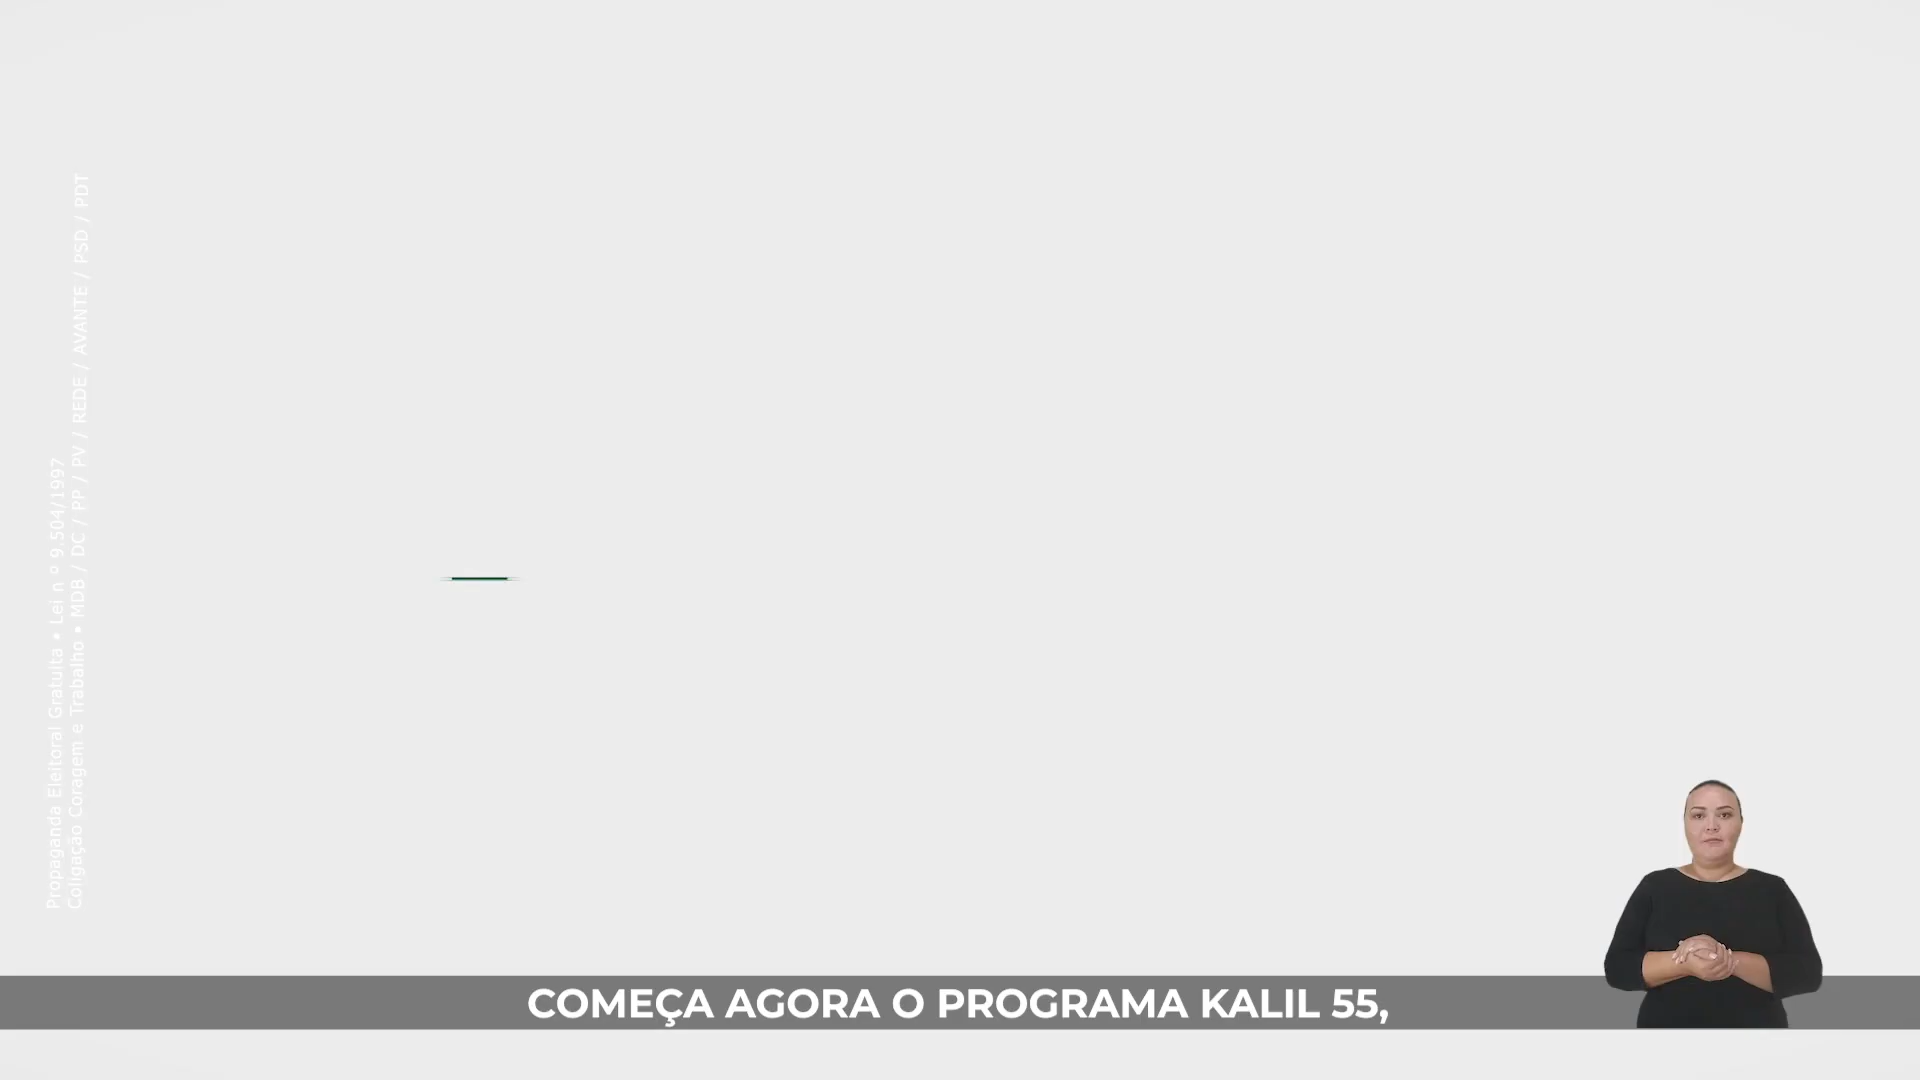 Propaganda Eleitoral Gratuita • Lei n º 9.504/1997
Coligação Coragem e Trabalho • MDB / DC / PP / PV / REDE / AVANTE / PSD / PDT
COMEÇA AGORA O PROGRAMA KALIL 55,